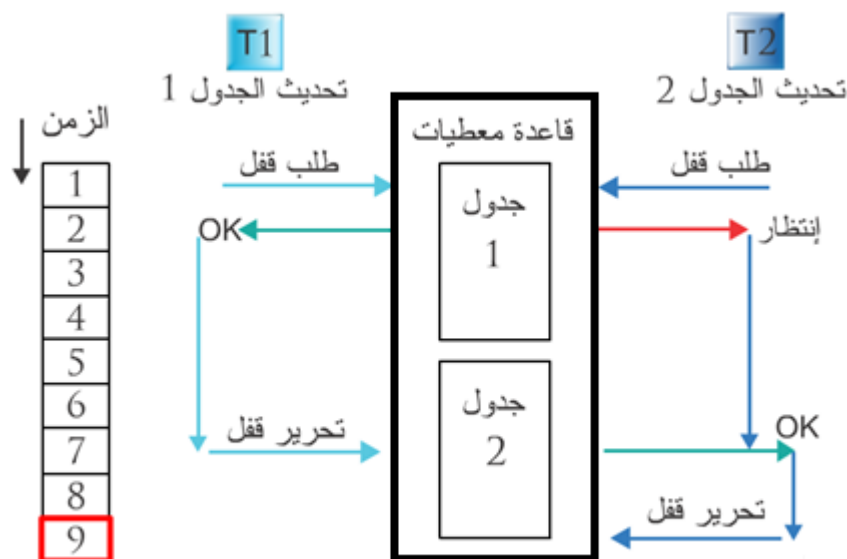 T1
T2
تحديث الجدول 1
تحديث الجدول 2
الزمن
قاعدة معطيات
طلب قفل
طلب قفل
1
2
3
4
5
6
7
8
9
جدول
1
OK
إنتظار
جدول
2
تحرير قفل
OK
تحرير قفل